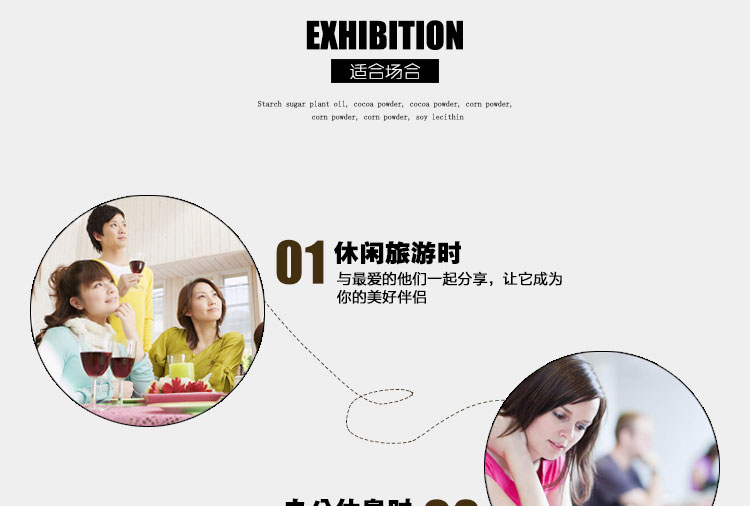 EXHIBITION
适合场合
Starch sugar plant oil, cocoa powder, cocoa powder, corn powder,
corn powder, corn powder, soy lecithin
01 休闲旅游时
与最爱的他们一起分享，让它成为
你的美好伴侣